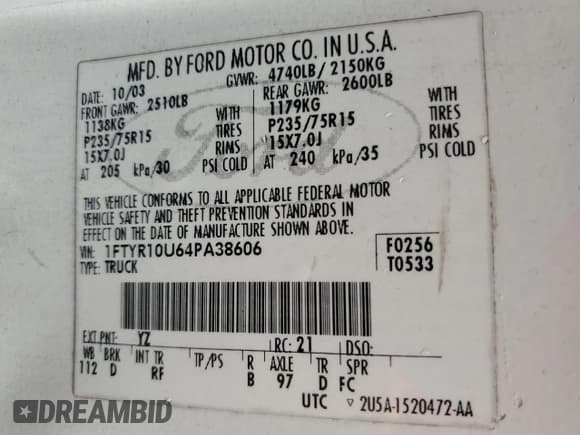 MFD. BY FORD MOTOR CO. IN U.S.A.
DATE: 10/03 GVWR: 4740LB/ 2150KG
FRONT GAWR: 2510LB REAR GAWR: 2600LB
1138KG WITH 1179KG WITH
P235/75R15 TIRES P235/75R15 TIRES
15X7.0J RIMS 15X7.0J RIMS
AT 205 kPa/30 PSI COLD AT 240 kPa/35 PSI COLD
Ford
THIS VEHICLE CONFORMS TO ALL APPLICABLE FEDERAL MOTOR
VEHICLE SAFETY AND THEFT PREVENTION STANDARDS IN
EFFECT ON THE DATE OF MANUFACTURE SHOWN ABOVE.
VIN: 1FTYR10U64PA38606 F0256
TYPE: TRUCK T0533
EXT PNT: YZ RC: 21 DSO:
WB BRK INT TR TP/PS R AXLE TR SPR
112 D RF B 97 D FC
UTC ▽ 2U5A-1520472-AA
DREAMBID